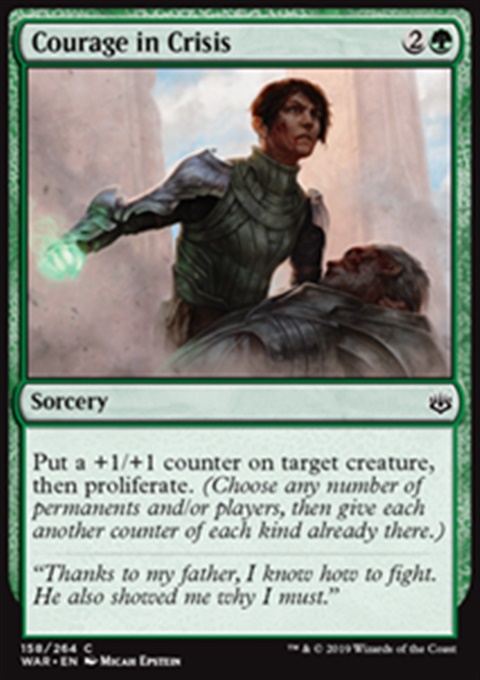 Courage in Crisis 2
Sorcery
Put a +1/+1 counter on target creature,
then proliferate. (Choose any number of
permanents and/or players, then give each
another counter of each kind already there.)
“Thanks to my father, I know how to fight.
He also showed me why I must.”
158/264 C
WAR • EN Micah Epstein
™ & © 2019 Wizards of the Coast